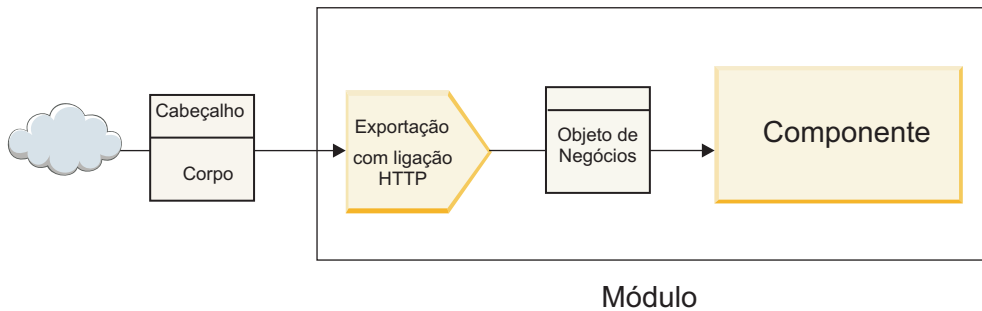 Cabeçalho
Corpo
Exportação
com ligação
HTTP
Objeto de
Negócios
Componente
Módulo